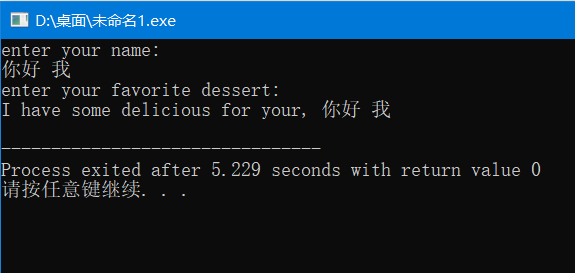 D:\桌面\未命名1.exe
enter your name:
你好 我
enter your favorite dessert:
I have some delicious for your, 你好 我
--------------------------------
Process exited after 5.229 seconds with return value 0
请按任意键继续. . .